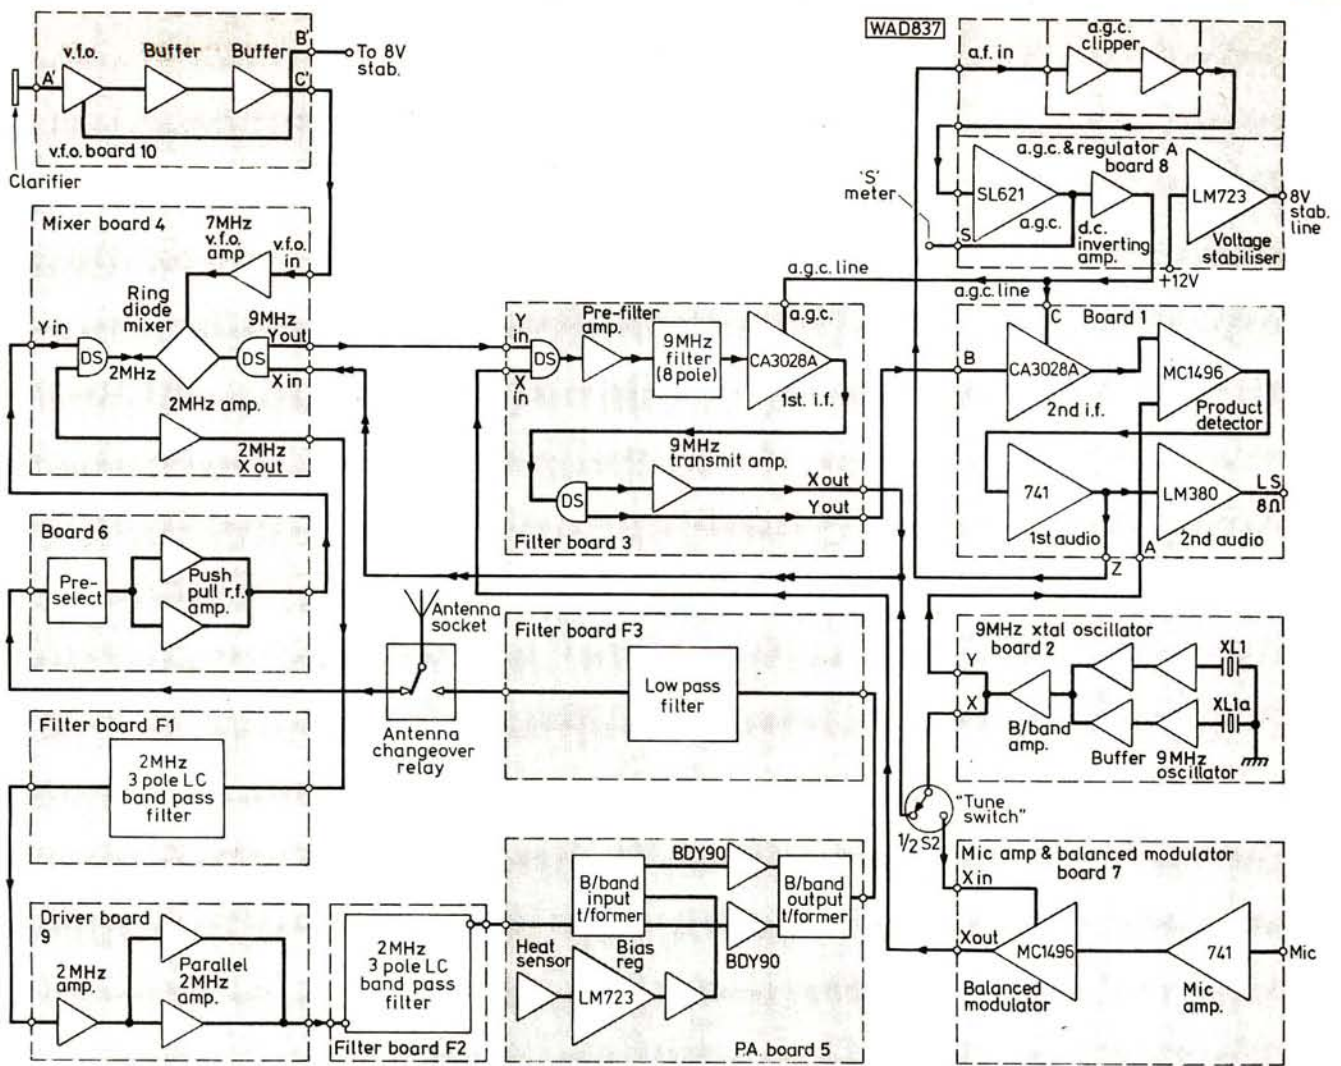 v.f.o.
Buffer
Buffer
B'
To 8V
stab.
A'
C'
v.f.o. board 10
Clarifier
WAD837
a.f. in
a.g.c.
clipper
a.g.c. & regulator A
board 8
'S'
meter
SL621
a.g.c.
S
d.c.
inverting
amp.
LM723
Voltage
stabiliser
8V
stab.
line
+12V
Mixer board 4
7MHz
v.f.o.
amp
v.f.o.
in
Ring
diode
mixer
9MHz
Y out
Y in
DS
2MHz
DS
X in
2MHz amp.
2MHz
X out
a.g.c. line
a.g.c. line
Y
in
Pre-filter
amp.
a.g.c.
DS
9MHz
filter
(8 pole)
CA3028A
X
in
1st. i.f.
9MHz
transmit amp.
X out
DS
Y out
Filter board 3
C
Board 1
B
CA3028A
MC1496
2nd i.f.
Product
detector
741
LM380
LS
8Ω
1st audio
A
2nd audio
Z
Board 6
Pre-
select
Push
pull r.f.
amp.
Antenna
socket
Antenna
changeover
relay
Filter board F3
Low pass
filter
9MHz xtal oscillator
board 2
XL1
Y
X
XL1a
B/band
amp.
Buffer
9MHz
oscillator
Filter board F1
2MHz
3 pole LC
band pass
filter
"Tune
switch"
1/2 S2
Driver board
9
2MHz
amp.
Parallel
2MHz
amp.
2MHz
3 pole LC
band pass
filter
Filter board F2
BDY90
B/band
input
t/former
B/band
output
t/former
Heat
sensor
Bias
reg
BDY90
LM723
P.A. board 5
Mic amp & balanced modulator
board 7
X in
Xout
MC1496
741
Mic
Balanced
modulator
Mic
amp.